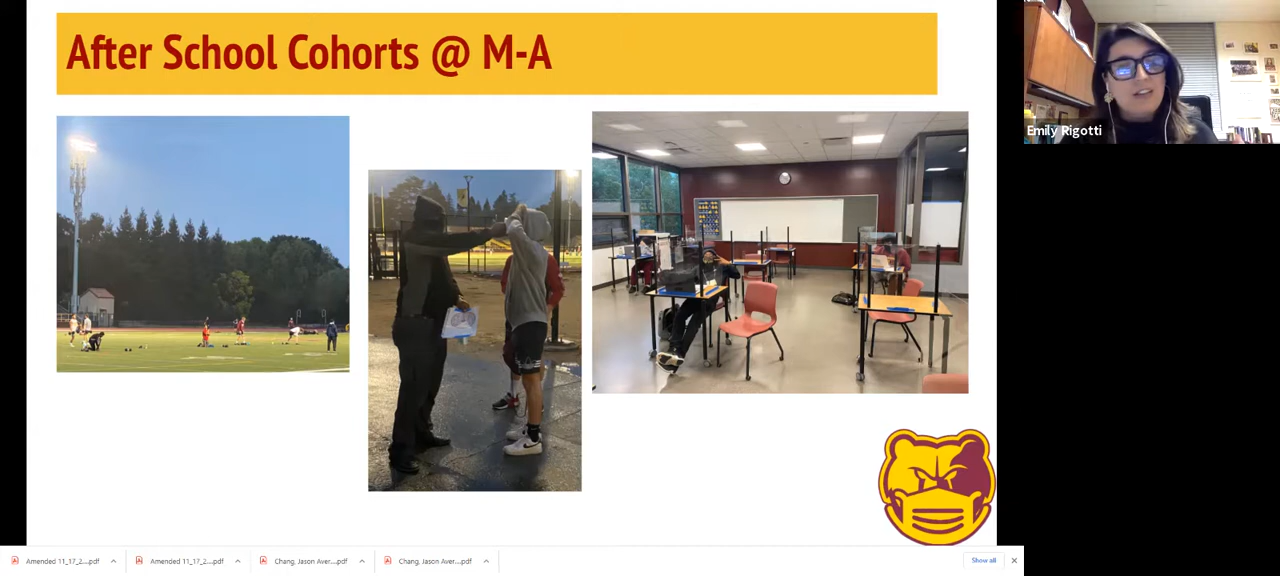 After School Cohorts @ M-A
Emily Rigotti
Amended 11_17_2....pdf
Amended 11_17_2....pdf
Chang, Jason Aver....pdf
Chang, Jason Aver....pdf
Show all